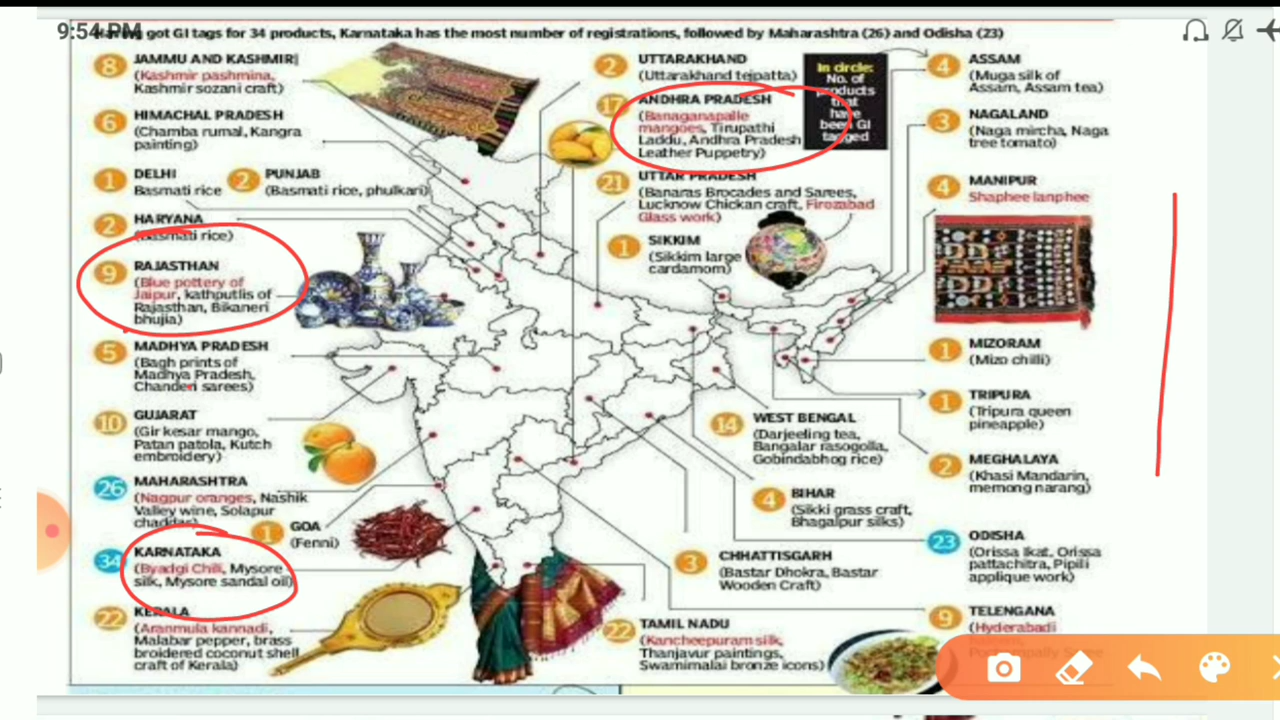 9:54 PM
Having got GI tags for 34 products, Karnataka has the most number of registrations, followed by Maharashtra (26) and Odisha (23)
8 JAMMU AND KASHMIR
(Kashmir pashmina,
Kashmir sozani craft)
6 HIMACHAL PRADESH
(Chamba rumal, Kangra
painting)
1 DELHI
Basmati rice
2 PUNJAB
(Basmati rice, phulkari)
2 HARYANA
(Basmati rice)
9 RAJASTHAN
(Blue pottery of
Jaipur, kathputlis of
Rajasthan, Bikaneri
bhujia)
5 MADHYA PRADESH
(Bagh prints of
Madhya Pradesh,
Chanderi sarees)
10 GUJARAT
(Gir kesar mango,
Patan patola, Kutch
embroidery)
26 MAHARASHTRA
(Nagpur oranges, Nashik
Valley wine, Solapur
chaddar)
1 GOA
(Fenni)
34 KARNATAKA
(Byadgi Chili, Mysore
silk, Mysore sandal oil)
22 KERALA
(Aranmula kannadi,
Malabar pepper, brass
broidered coconut shell
craft of Kerala)
2 UTTARAKHAND
(Uttarakhand tejpatta)
17 ANDHRA PRADESH
(Banaganapalle
mangoes, Tirupathi
Laddu, Andhra Pradesh
Leather Puppetry)
21 UTTAR PRADESH
(Banaras Brocades and Sarees,
Lucknow Chickan craft, Firozabad
Glass work)
1 SIKKIM
(Sikkim large
cardamom)
In circle:
No. of
products
that
have
been GI
tagged
4 ASSAM
(Muga silk of
Assam, Assam tea)
3 NAGALAND
(Naga mircha, Naga
tree tomato)
4 MANIPUR
Shaphee lanphee
1 MIZORAM
(Mizo chilli)
1 TRIPURA
(Tripura queen
pineapple)
2 MEGHALAYA
(Khasi Mandarin,
memong narang)
14 WEST BENGAL
(Darjeeling tea,
Bangalar rasogolla,
Gobindabhog rice)
4 BIHAR
(Sikki grass craft,
Bhagalpur silks)
23 ODISHA
(Orissa Ikat, Orissa
pattachitra, Pipili
applique work)
3 CHHATTISGARH
(Bastar Dhokra, Bastar
Wooden Craft)
9 TELENGANA
(Hyderabadi
22 TAMIL NADU
(Kancheepuram silk,
Thanjavur paintings,
Swamimalai bronze icons)